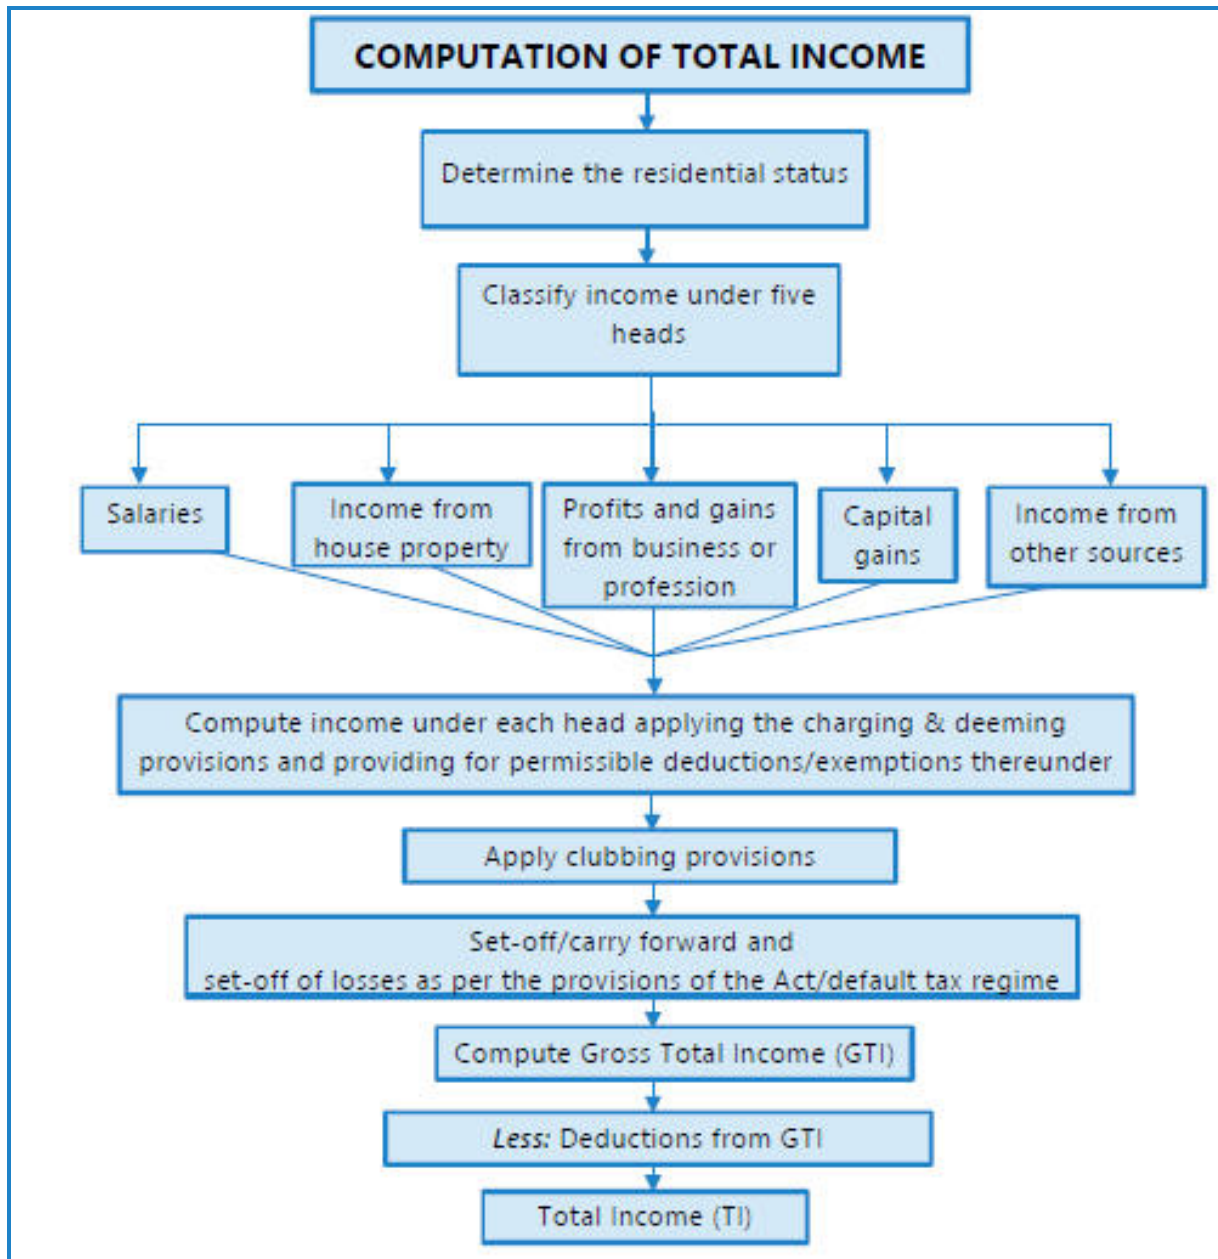 COMPUTATION OF TOTAL INCOME
Determine the residential status
Classify income under five
heads
Salaries
Income from
house property
Profits and gains
from business or
profession
Capital
gains
Income from
other sources
Compute income under each head applying the charging & deeming
provisions and providing for permissible deductions/exemptions thereunder
Apply clubbing provisions
Set-off/carry forward and
set-off of losses as per the provisions of the Act/default tax regime
Compute Gross Total Income (GTI)
Less: Deductions from GTI
Total Income (TI)